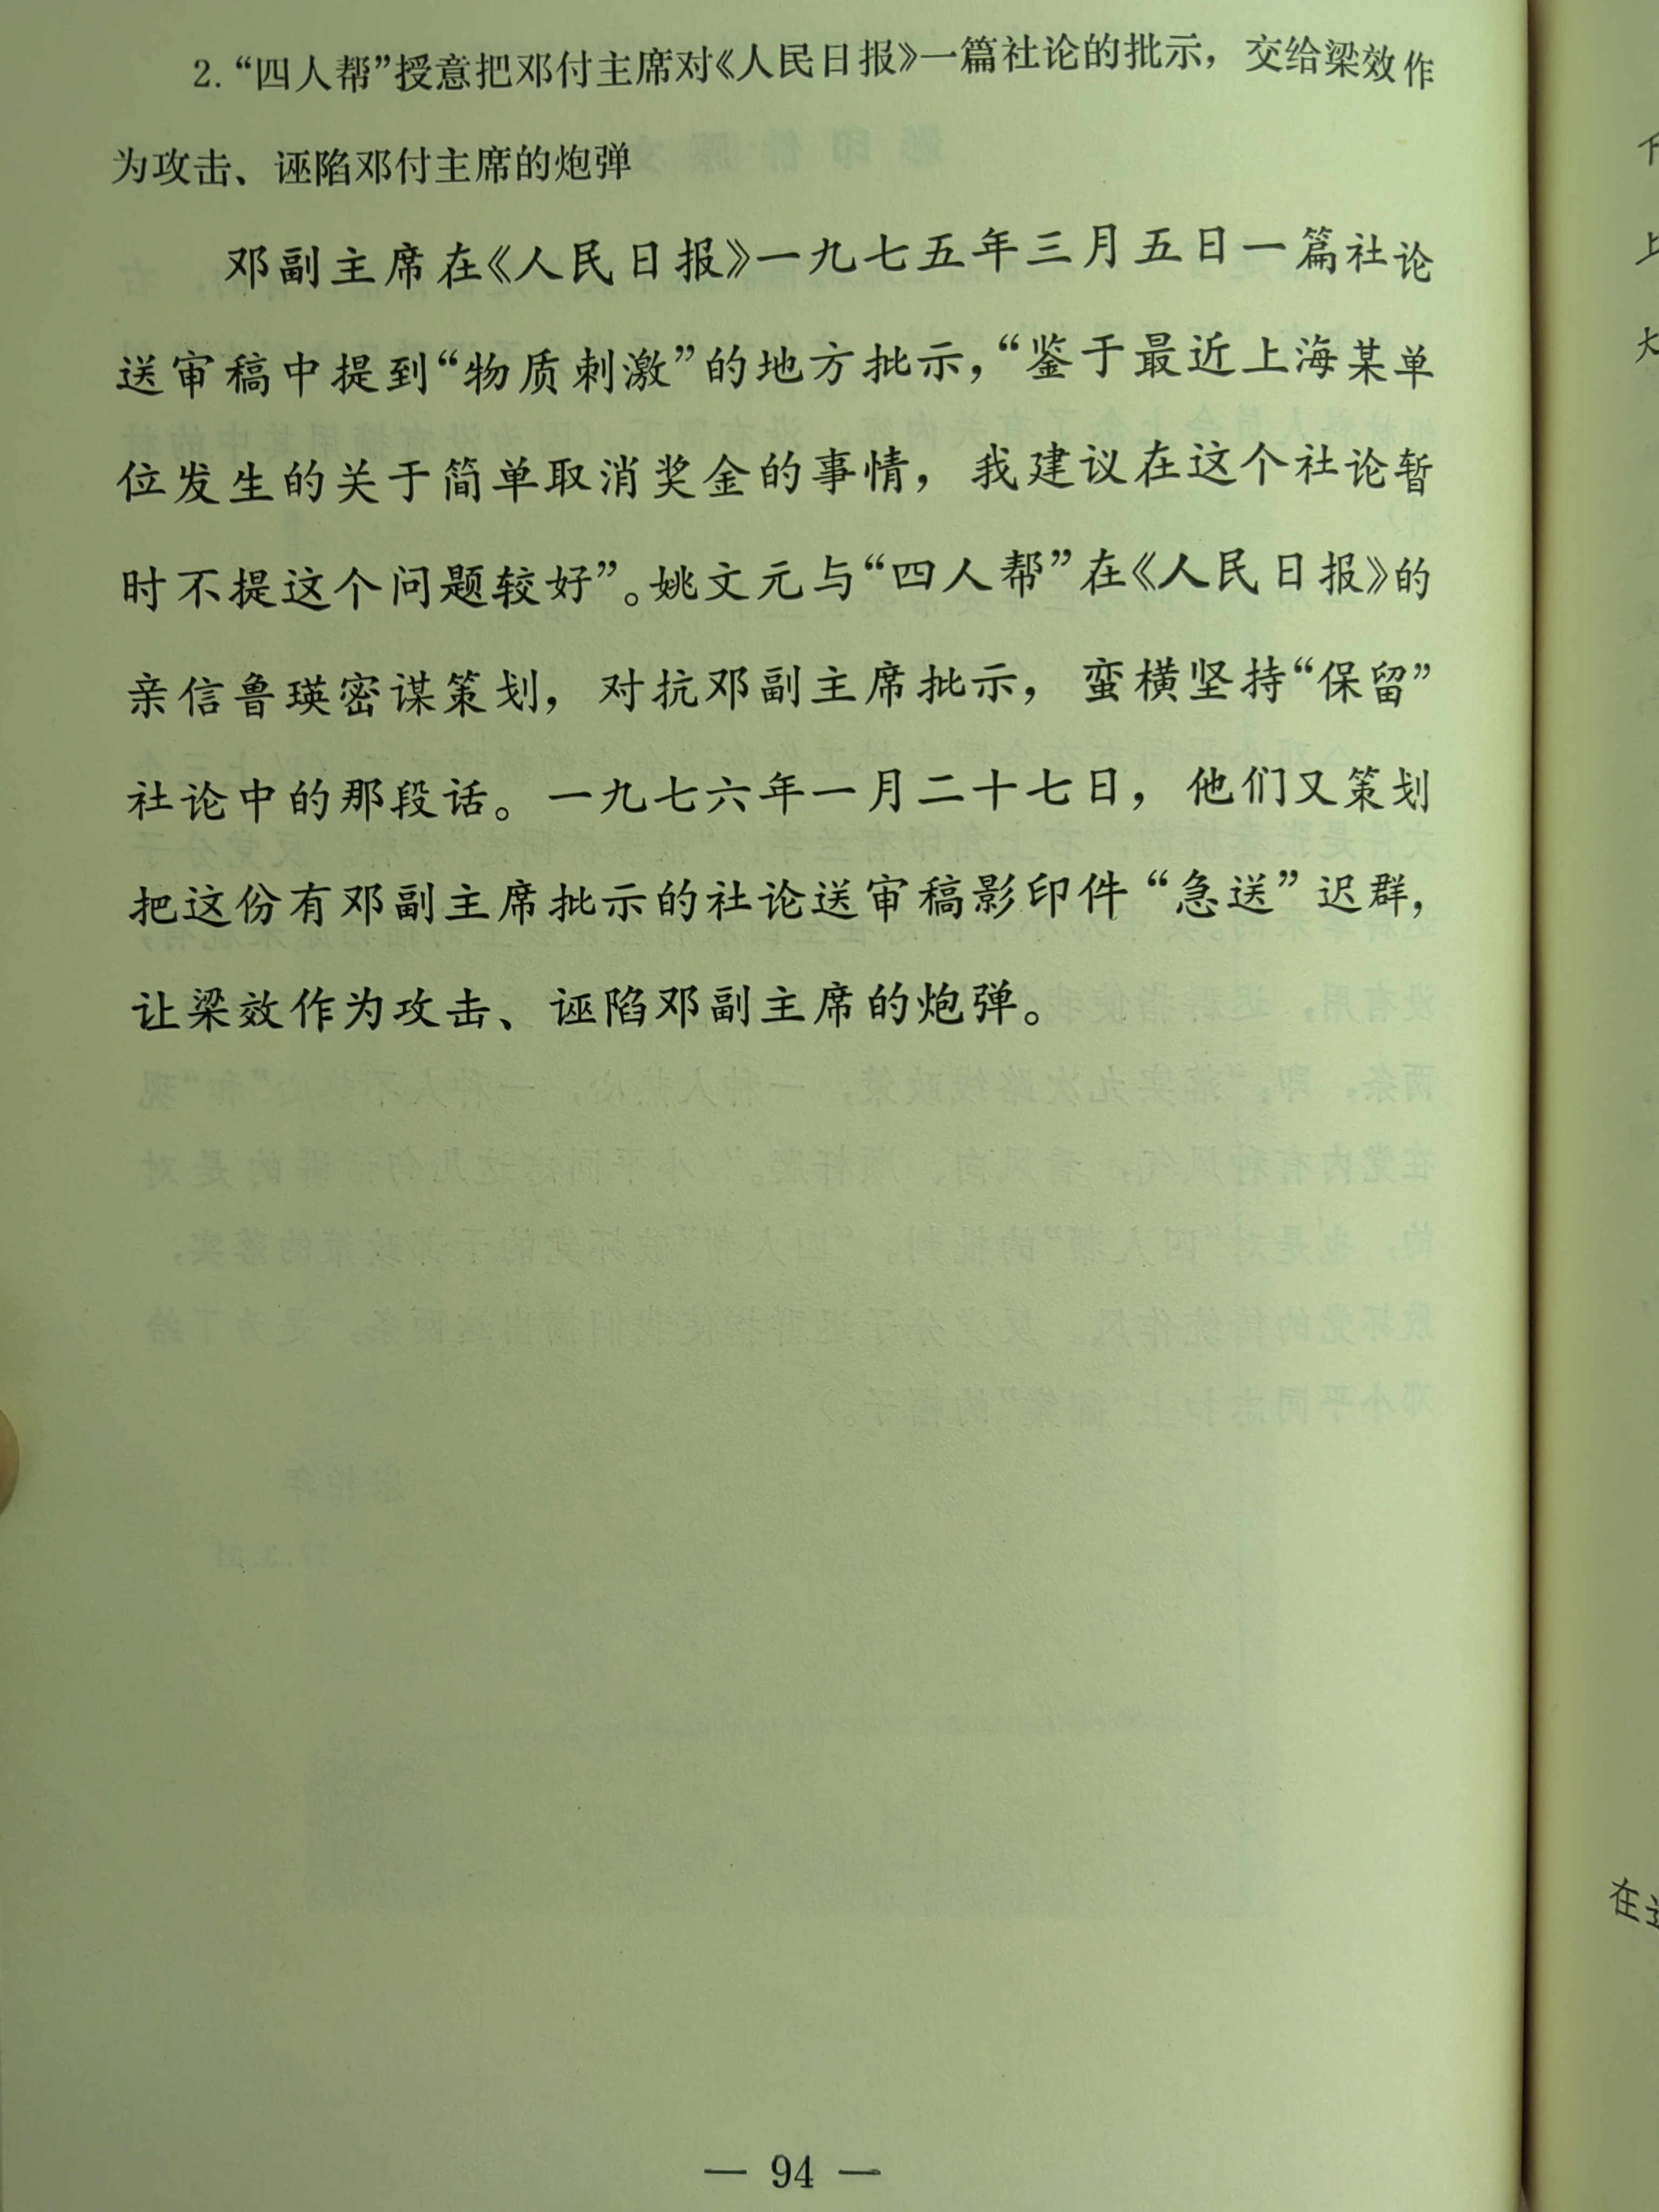 2.“四人帮”授意把邓付主席对《人民日报》一篇社论的批示，交给梁效作
为攻击、诬陷邓付主席的炮弹
邓副主席在《人民日报》一九七五年三月五日一篇社论
送审稿中提到“物质刺激”的地方批示，“鉴于最近上海某单
位发生的关于简单取消奖金的事情，我建议在这个社论暂
时不提这个问题较好”。姚文元与“四人帮”在《人民日报》的
亲信鲁瑛密谋策划，对抗邓副主席批示，蛮横坚持“保留”
社论中的那段话。一九七六年一月二十七日，他们又策划
把这份有邓副主席批示的社论送审稿影印件“急送”迟群，
让梁效作为攻击、诬陷邓副主席的炮弹。
— 94 —
上
在